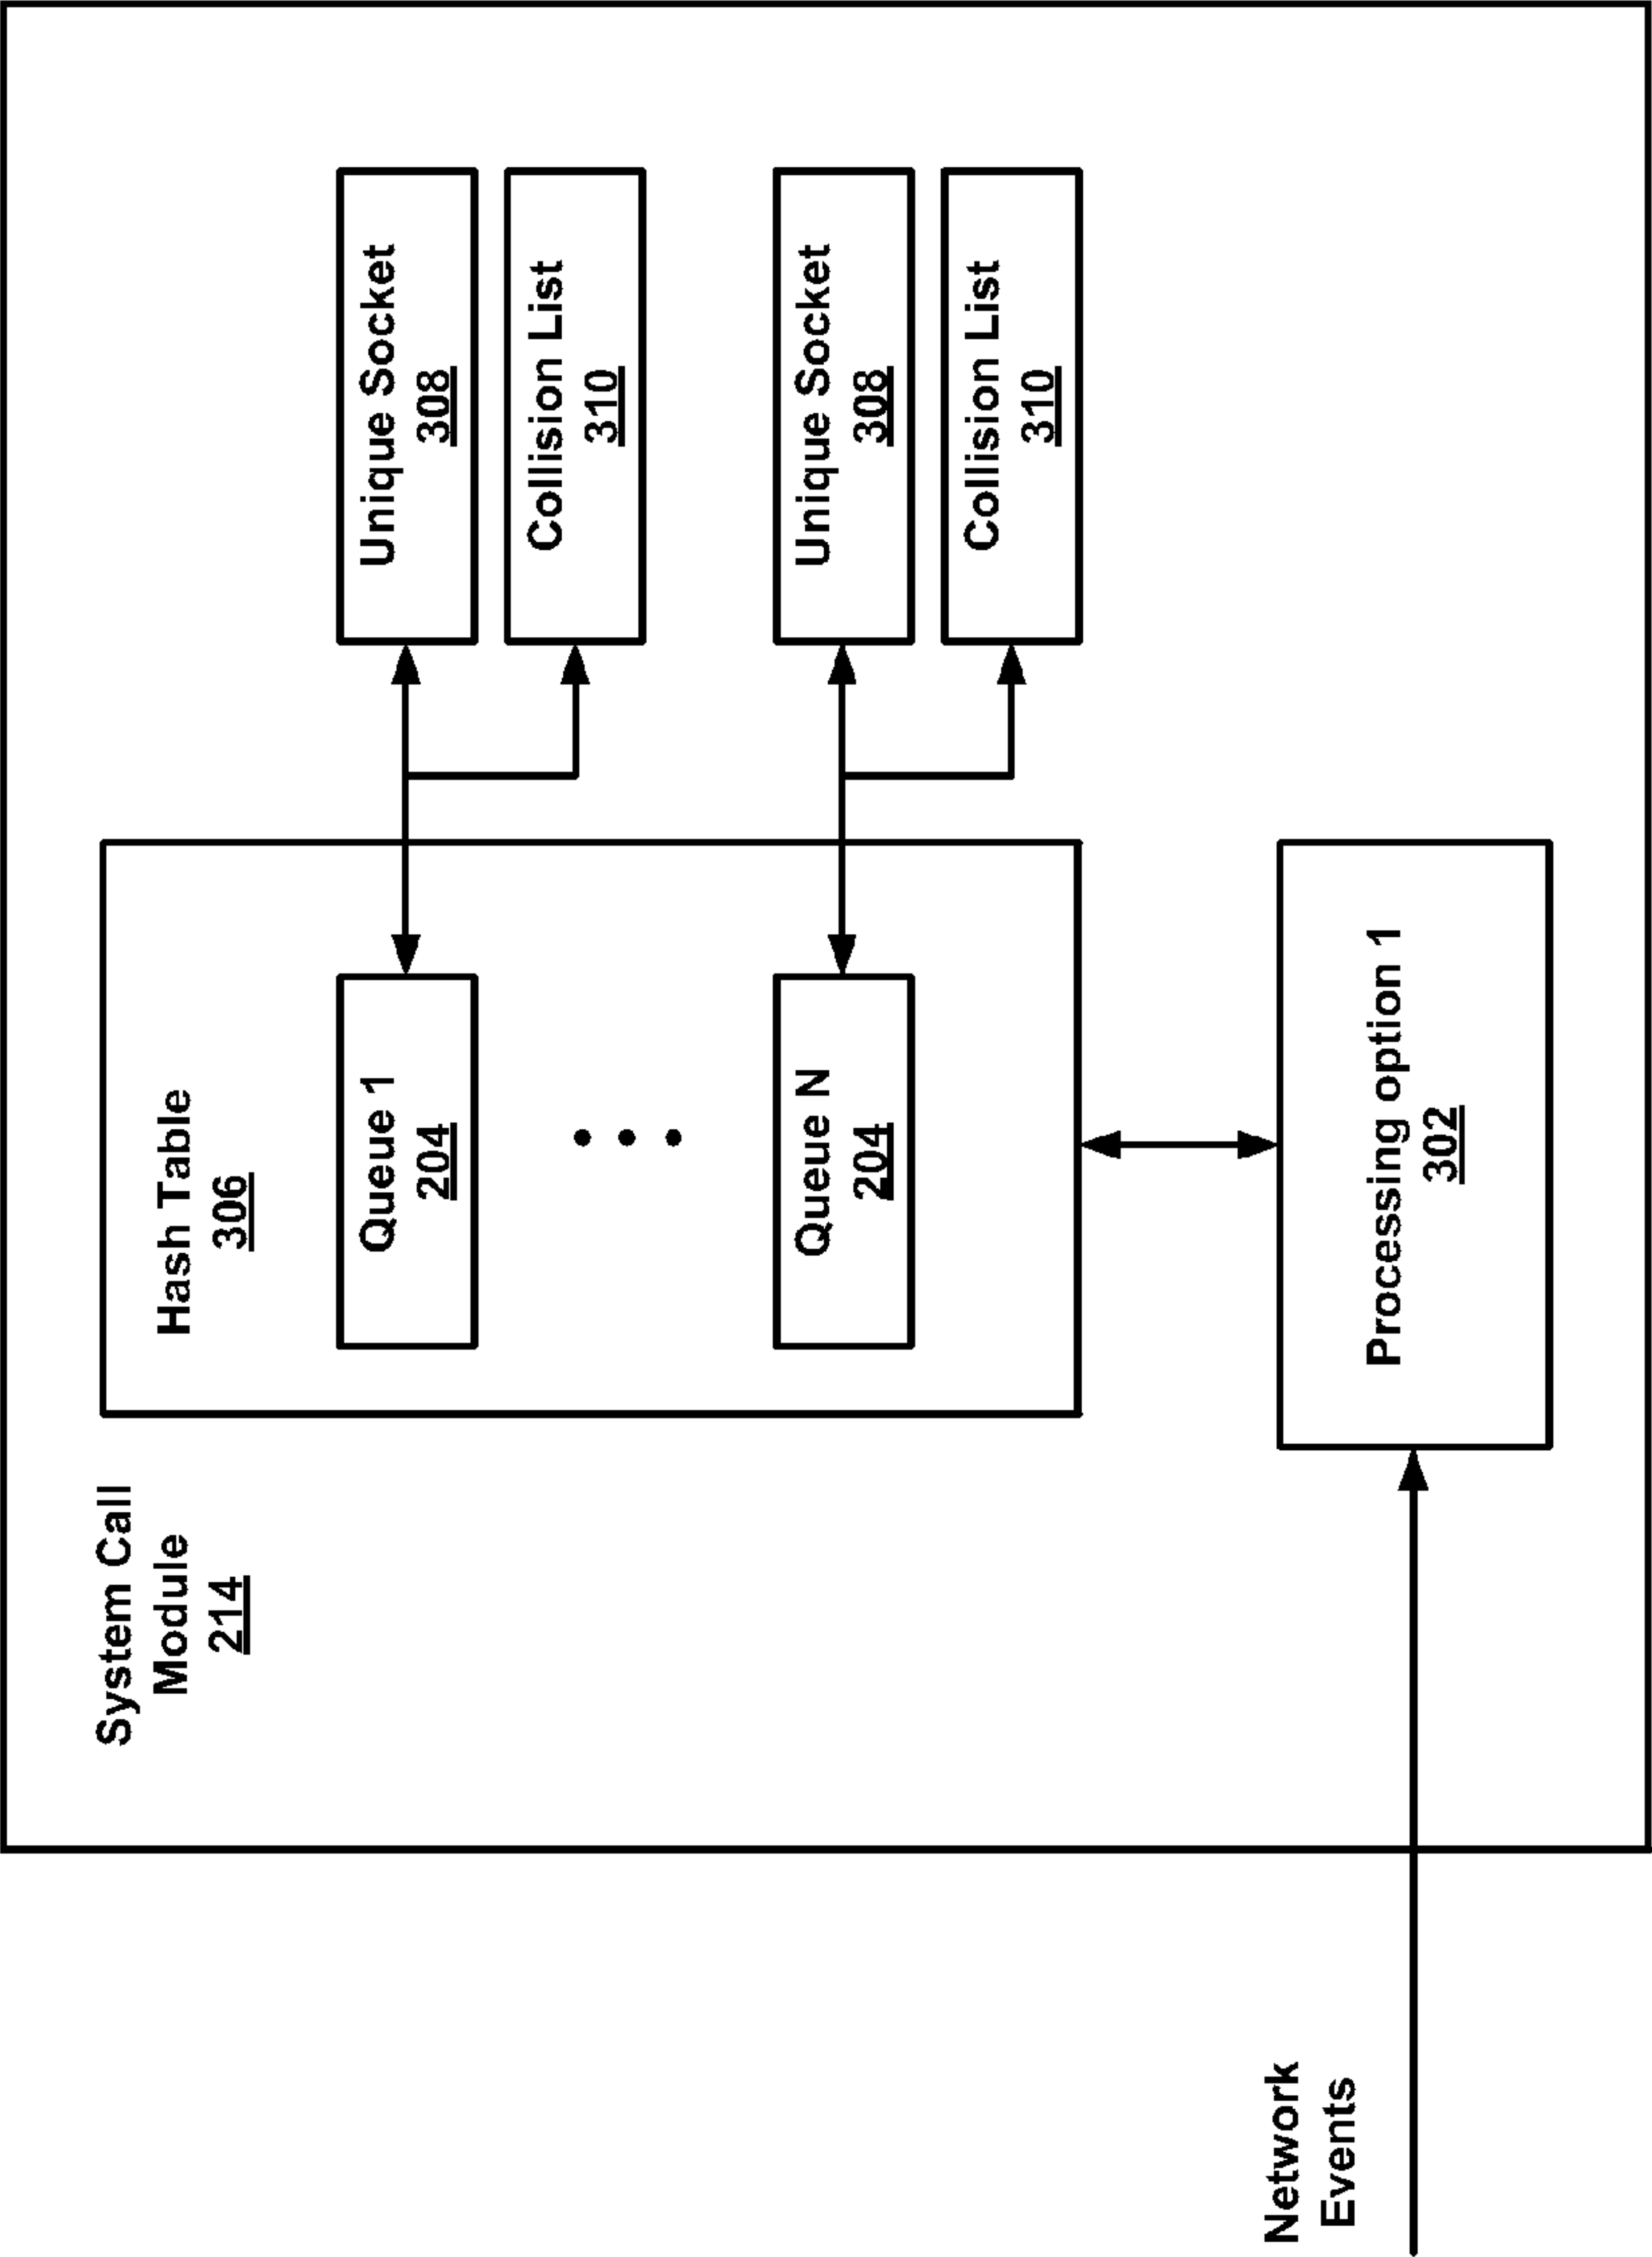 System Call
Module
214
Hash Table
306
Queue 1
204
Unique Socket
308
Collision List
310
Queue N
204
Unique Socket
308
Collision List
310
Network
Events
Processing option 1
302